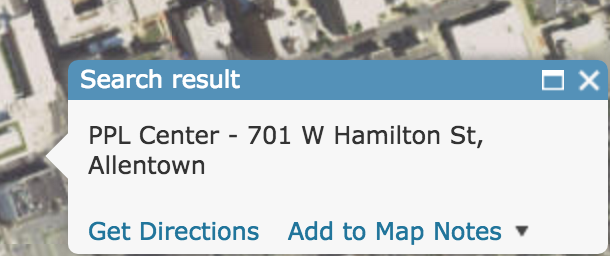 Search result
PPL Center - 701 W Hamilton St,
Allentown
Get Directions Add to Map Notes